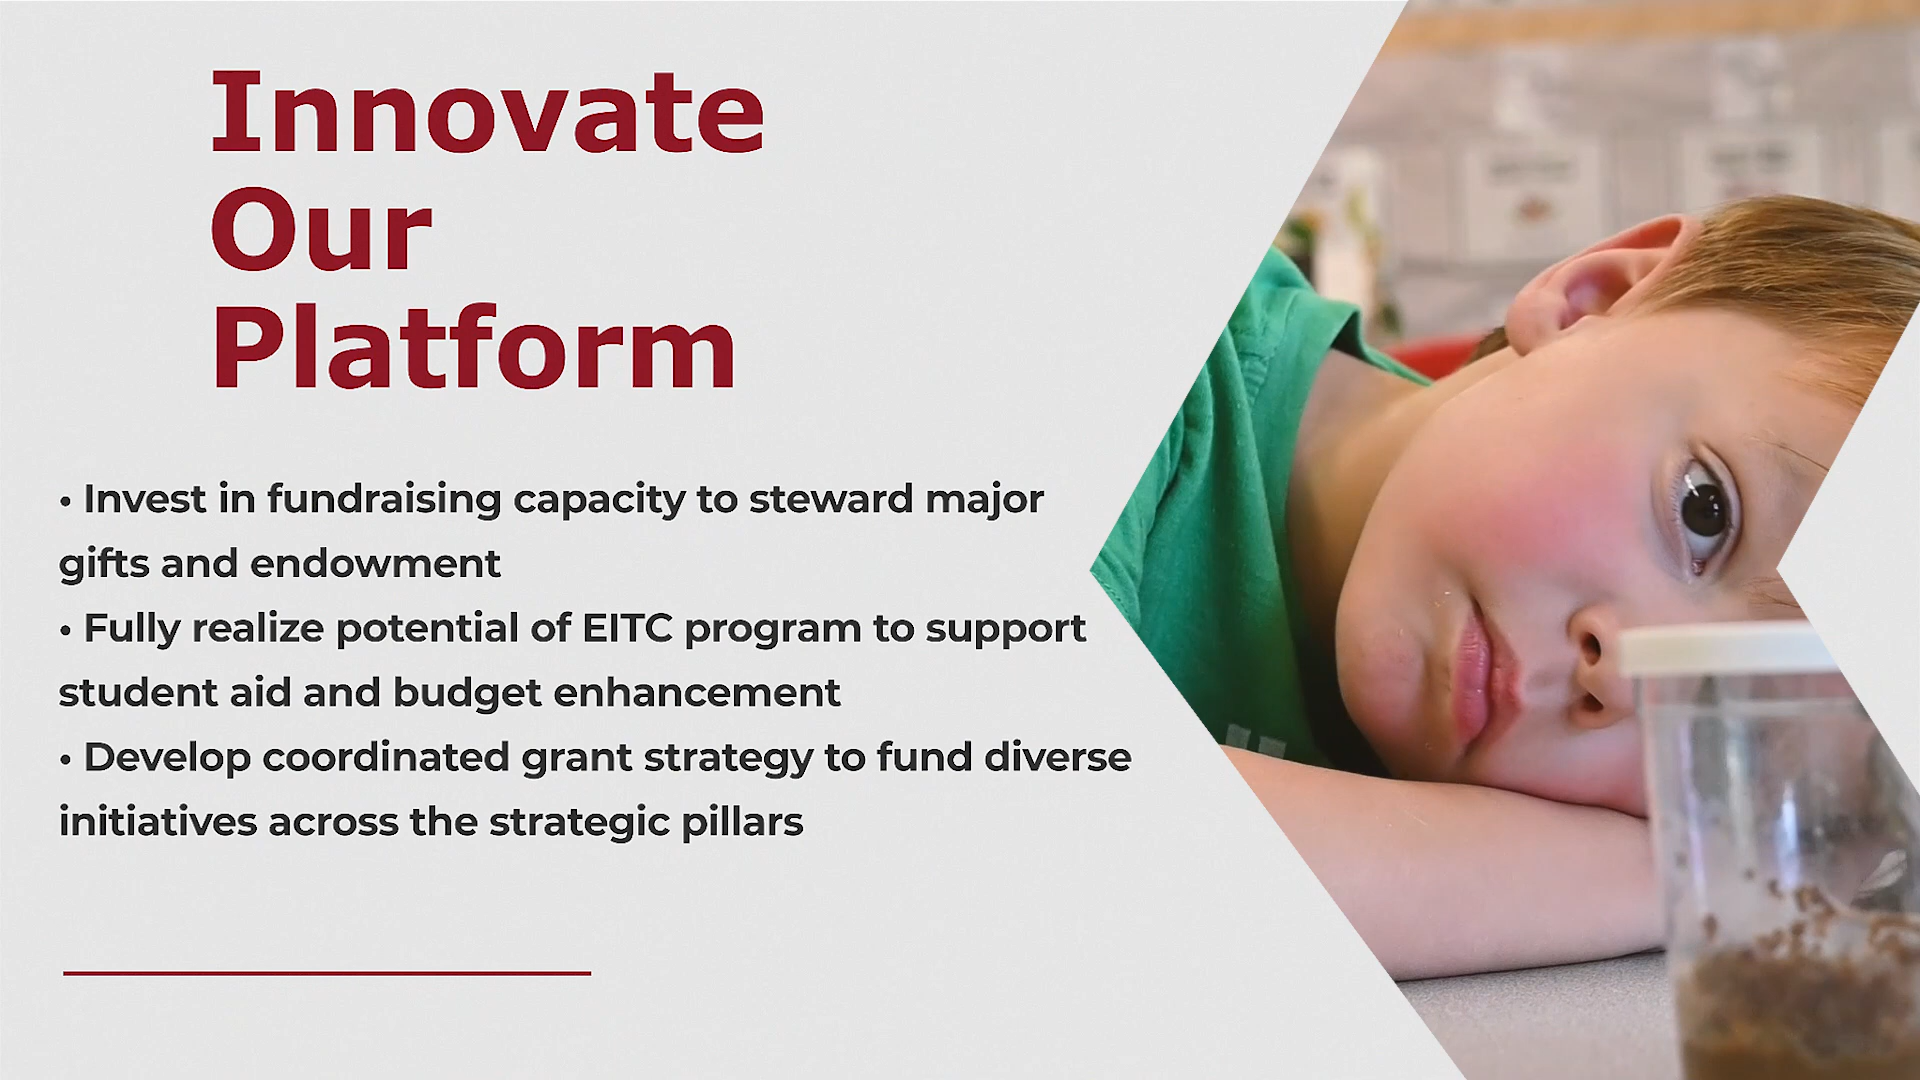 Innovate
Our
Platform
• Invest in fundraising capacity to steward major
gifts and endowment
• Fully realize potential of EITC program to support
student aid and budget enhancement
• Develop coordinated grant strategy to fund diverse
initiatives across the strategic pillars